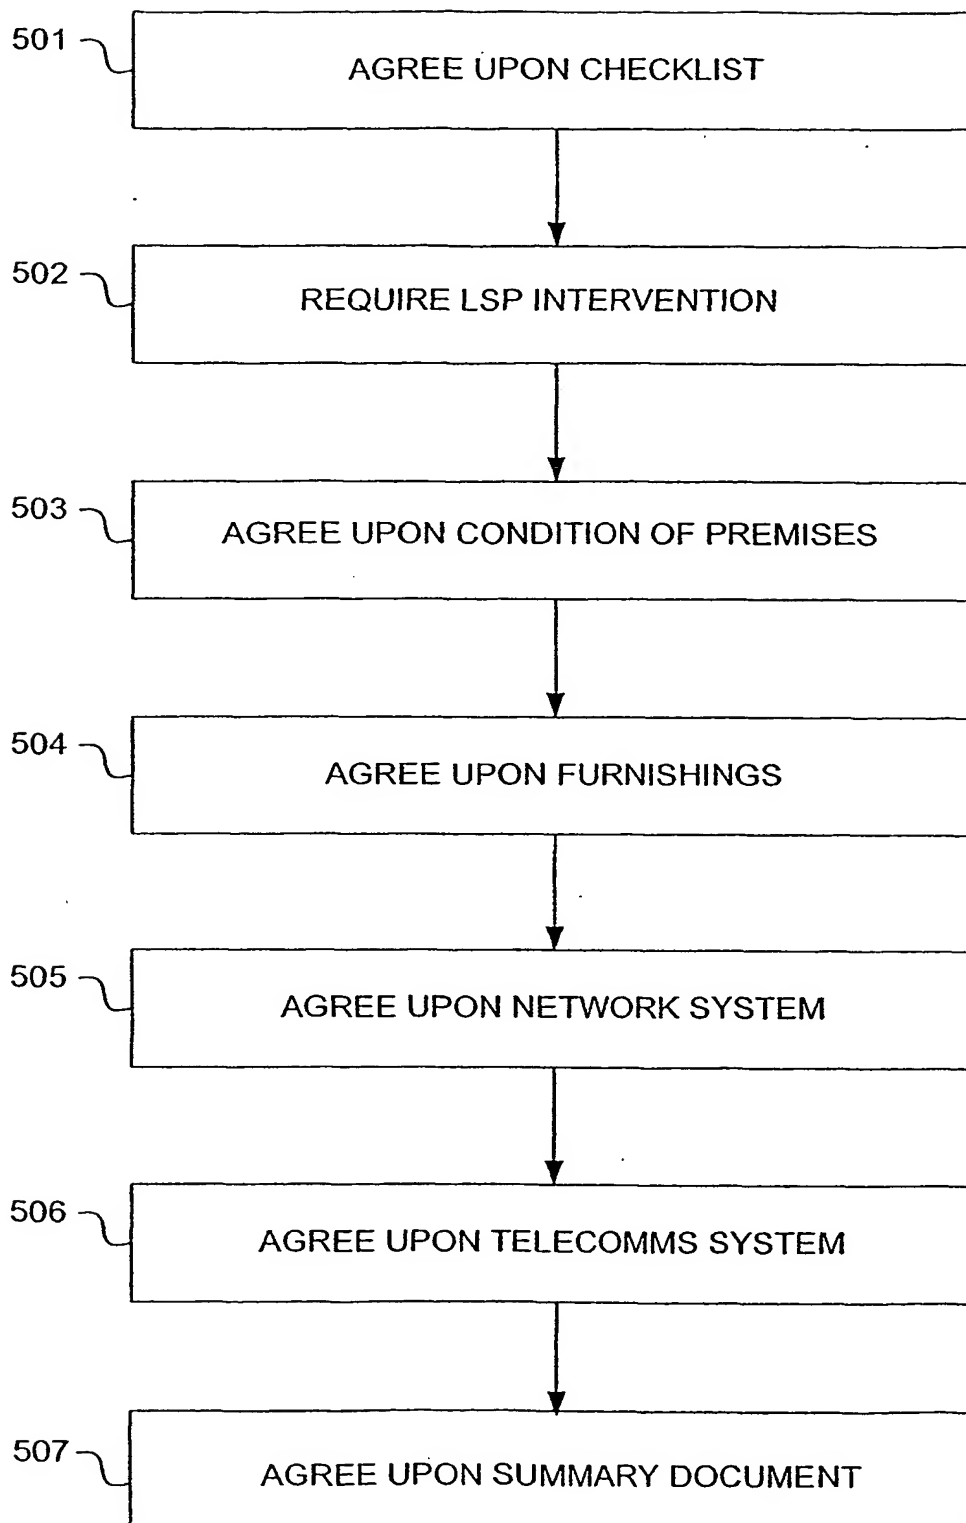 501
AGREE UPON CHECKLIST
502
REQUIRE LSP INTERVENTION
503
AGREE UPON CONDITION OF PREMISES
504
AGREE UPON FURNISHINGS
505
AGREE UPON NETWORK SYSTEM
506
AGREE UPON TELECOMMS SYSTEM
507
AGREE UPON SUMMARY DOCUMENT